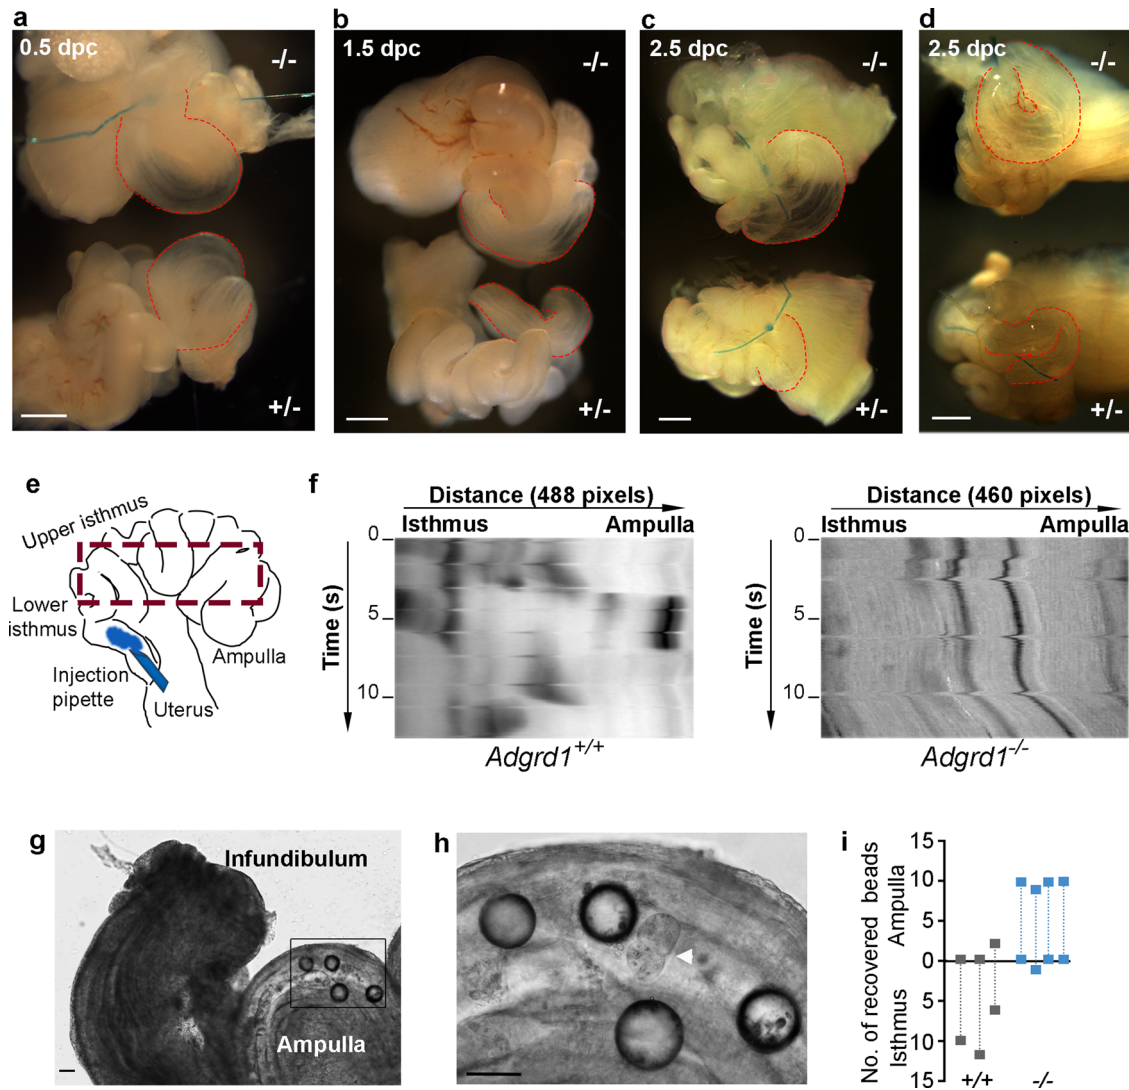 a
0.5 dpc
-/-
+/-
b
1.5 dpc
-/-
+/-
c
2.5 dpc
-/-
+/-
d
2.5 dpc
-/-
+/-
e
Upper isthmus
Lower
isthmus
Injection
pipette
Uterus
Ampulla
f
Distance (488 pixels)
Isthmus Ampulla
Time (s)
0
5
10
Adgrd1+/+
Distance (460 pixels)
Isthmus Ampulla
Time (s)
0
5
10
Adgrd1-/-
g
Infundibulum
Ampulla
h
i
No. of recovered beads
Isthmus Ampulla
15
10
5
0
5
10
15
+/+ -/-